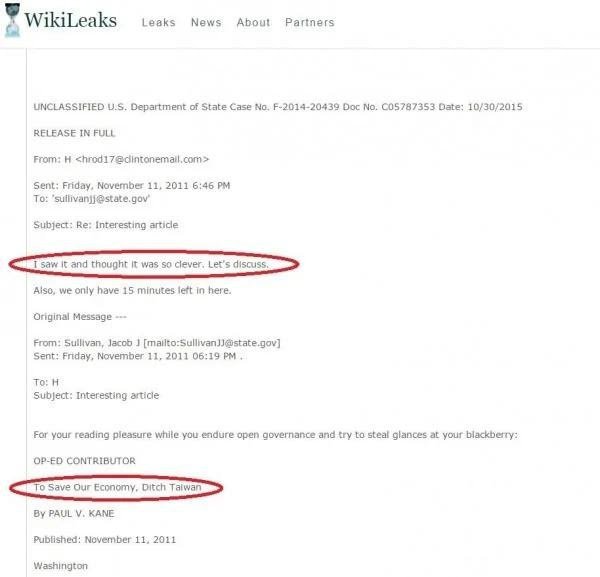 WikiLeaks Leaks News About Partners
UNCLASSIFIED U.S. Department of State Case No. F-2014-20439 Doc No. C05787353 Date: 10/30/2015
RELEASE IN FULL
From: H <hrod17@clintonemail.com>
Sent: Friday, November 11, 2011 6:46 PM
To: 'sullivanjj@state.gov'
Subject: Re: Interesting article
I saw it and thought it was so clever. Let's discuss.
Also, we only have 15 minutes left in here.
Original Message ---
From: Sullivan, Jacob J [mailto:SullivanJJ@state.gov]
Sent: Friday, November 11, 2011 06:19 PM .
To: H
Subject: Interesting article
For your reading pleasure while you endure open governance and try to steal glances at your blackberry:
OP-ED CONTRIBUTOR
To Save Our Economy, Ditch Taiwan
By PAUL V. KANE
Published: November 11, 2011
Washington